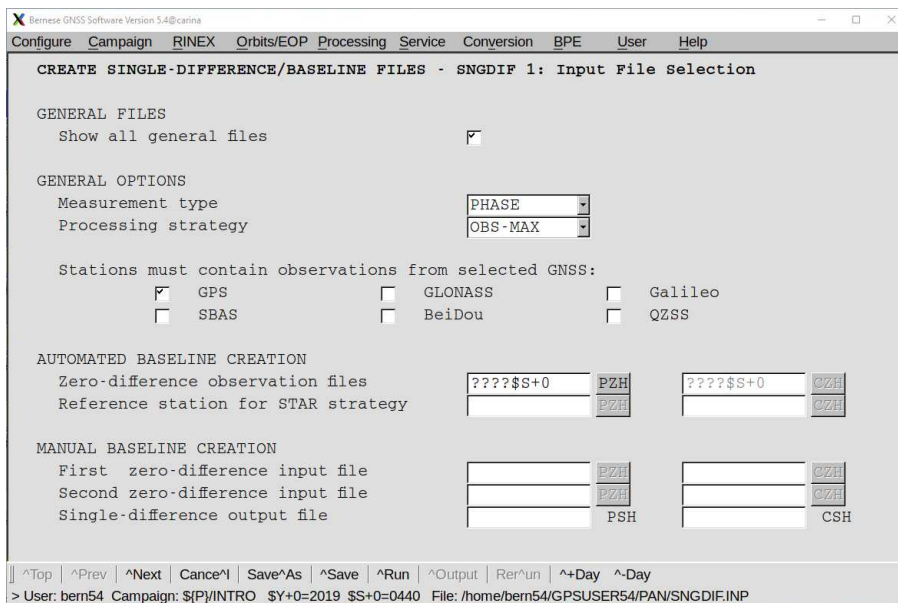 Bernese GNSS Software Version 5.4@carina
Configure Campaign RINEX Orbits/EOP Processing Service Conversion BPE User Help
CREATE SINGLE-DIFFERENCE/BASELINE FILES - SNGDIF 1: Input File Selection
GENERAL FILES
Show all general files
GENERAL OPTIONS
Measurement type PHASE
Processing strategy OBS-MAX
Stations must contain observations from selected GNSS:
GPS GLONASS Galileo
SBAS BeiDou QZSS
AUTOMATED BASELINE CREATION
Zero-difference observation files ????$S+0 PZH ????$S+0 CZH
Reference station for STAR strategy PZH CZH
MANUAL BASELINE CREATION
First zero-difference input file PZH CZH
Second zero-difference input file PZH CZH
Single-difference output file PSH CSH
^Top | ^Prev | ^Next | Cance^l | Save^As | ^Save | ^Run | ^Output | Rer^un | ^+Day ^-Day
> User: bern54 Campaign: ${P}/INTRO $Y+0=2019 $S+0=0440 File: /home/bern54/GPSUSER54/PAN/SNGDIF.INP